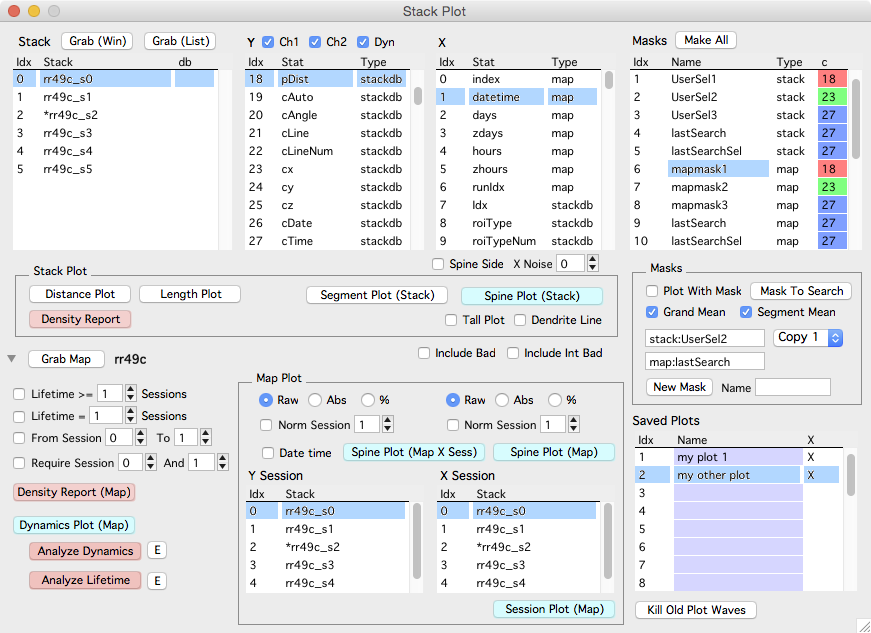 Stack Plot
Stack Grab (Win) Grab (List)
Idx Stack db
0 rr49c_s0
1 rr49c_s1
2 *rr49c_s2
3 rr49c_s3
4 rr49c_s4
5 rr49c_s5
Y Ch1 Ch2 Dyn
Idx Stat Type
18 pDist stackdb
19 cAuto stackdb
20 cAngle stackdb
21 cLine stackdb
22 cLineNum stackdb
23 cx stackdb
24 cy stackdb
25 cz stackdb
26 cDate stackdb
27 cTime stackdb
X
Idx Stat Type
0 index map
1 datetime map
2 days map
3 zdays map
4 hours map
5 zhours map
6 runIdx map
7 Idx stackdb
8 roiType stackdb
9 roiTypeNum stackdb
Spine Side X Noise 0
Masks Make All
Idx Name Type c
1 UserSel1 stack 18
2 UserSel2 stack 23
3 UserSel3 stack 27
4 lastSearch stack 27
5 lastSearchSel stack 27
6 mapmask1 map 18
7 mapmask2 map 23
8 mapmask3 map 27
9 lastSearch map 27
10 lastSearchSel map 27
Stack Plot
Distance Plot Length Plot Segment Plot (Stack) Spine Plot (Stack)
Density Report Tall Plot Dendrite Line
Masks
Plot With Mask Mask To Search
Grand Mean Segment Mean
stack:UserSel2 Copy 1
map:lastSearch
New Mask Name
Grab Map rr49c
Include Bad Include Int Bad
Lifetime >= 1 Sessions
Lifetime = 1 Sessions
From Session 0 To 1
Require Session 0 And 1
Density Report (Map)
Dynamics Plot (Map)
Analyze Dynamics E
Analyze Lifetime E
Map Plot
Raw Abs % Raw Abs %
Norm Session 1 Norm Session 1
Date time Spine Plot (Map X Sess) Spine Plot (Map)
Y Session
Idx Stack
0 rr49c_s0
1 rr49c_s1
2 *rr49c_s2
3 rr49c_s3
4 rr49c_s4
X Session
Idx Stack
0 rr49c_s0
1 rr49c_s1
2 *rr49c_s2
3 rr49c_s3
4 rr49c_s4
Session Plot (Map)
Saved Plots
Idx Name X
1 my plot 1 X
2 my other plot X
3
4
5
6
7
8
Kill Old Plot Waves